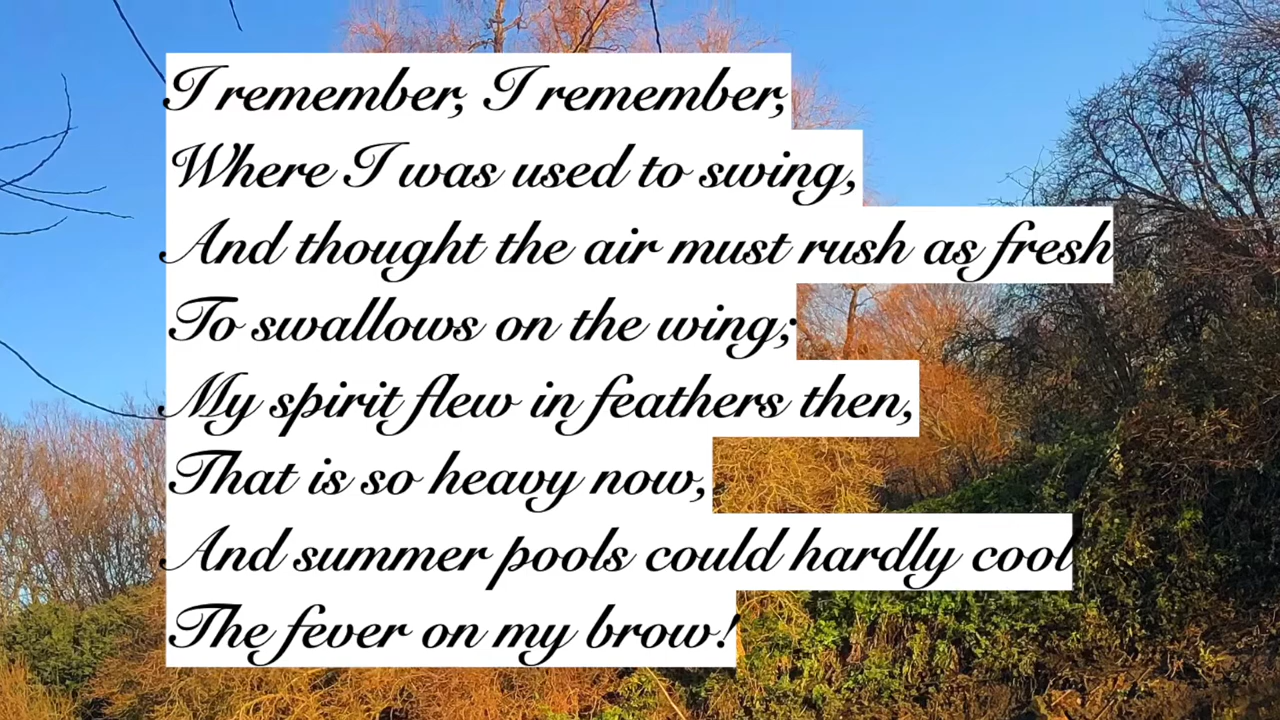 I remember, I remember,
Where I was used to swing,
And thought the air must rush as fresh
To swallows on the wing;
My spirit flew in feathers then,
That is so heavy now,
And summer pools could hardly cool
The fever on my brow!